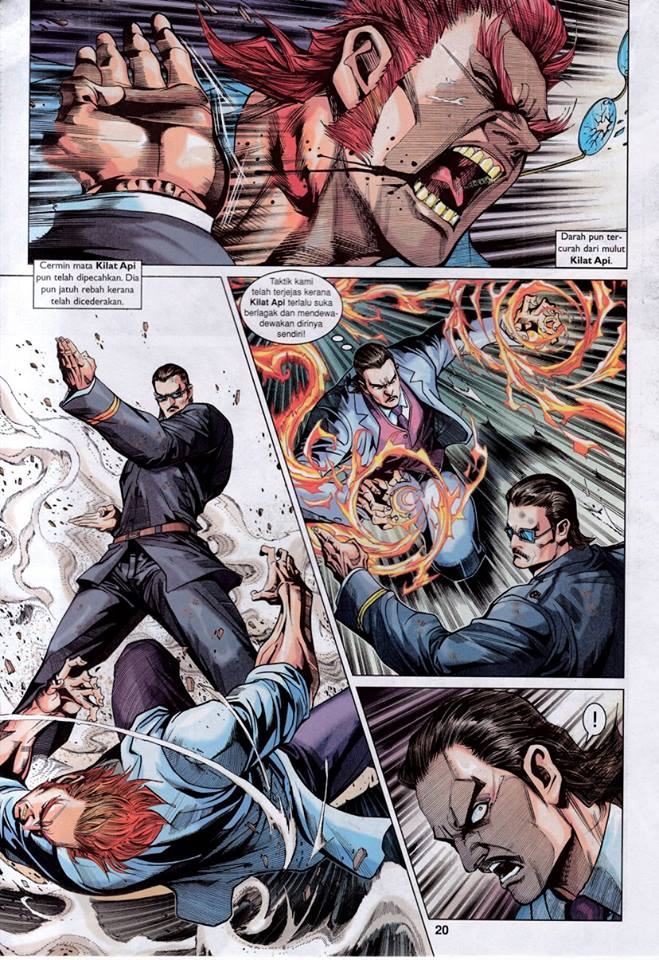 Darah pun ter-
curah dari mulut
Kilat Api.
Cermin mata Kilat Api
pun telah dipecahkan. Dia
pun jatuh rebah kerana
telah dicederakan.
Taktik kami
telah terjejas kerana
Kilat Api terlalu suka
berlagak dan mendewa-
dewakan dirinya
sendiri!
!
20